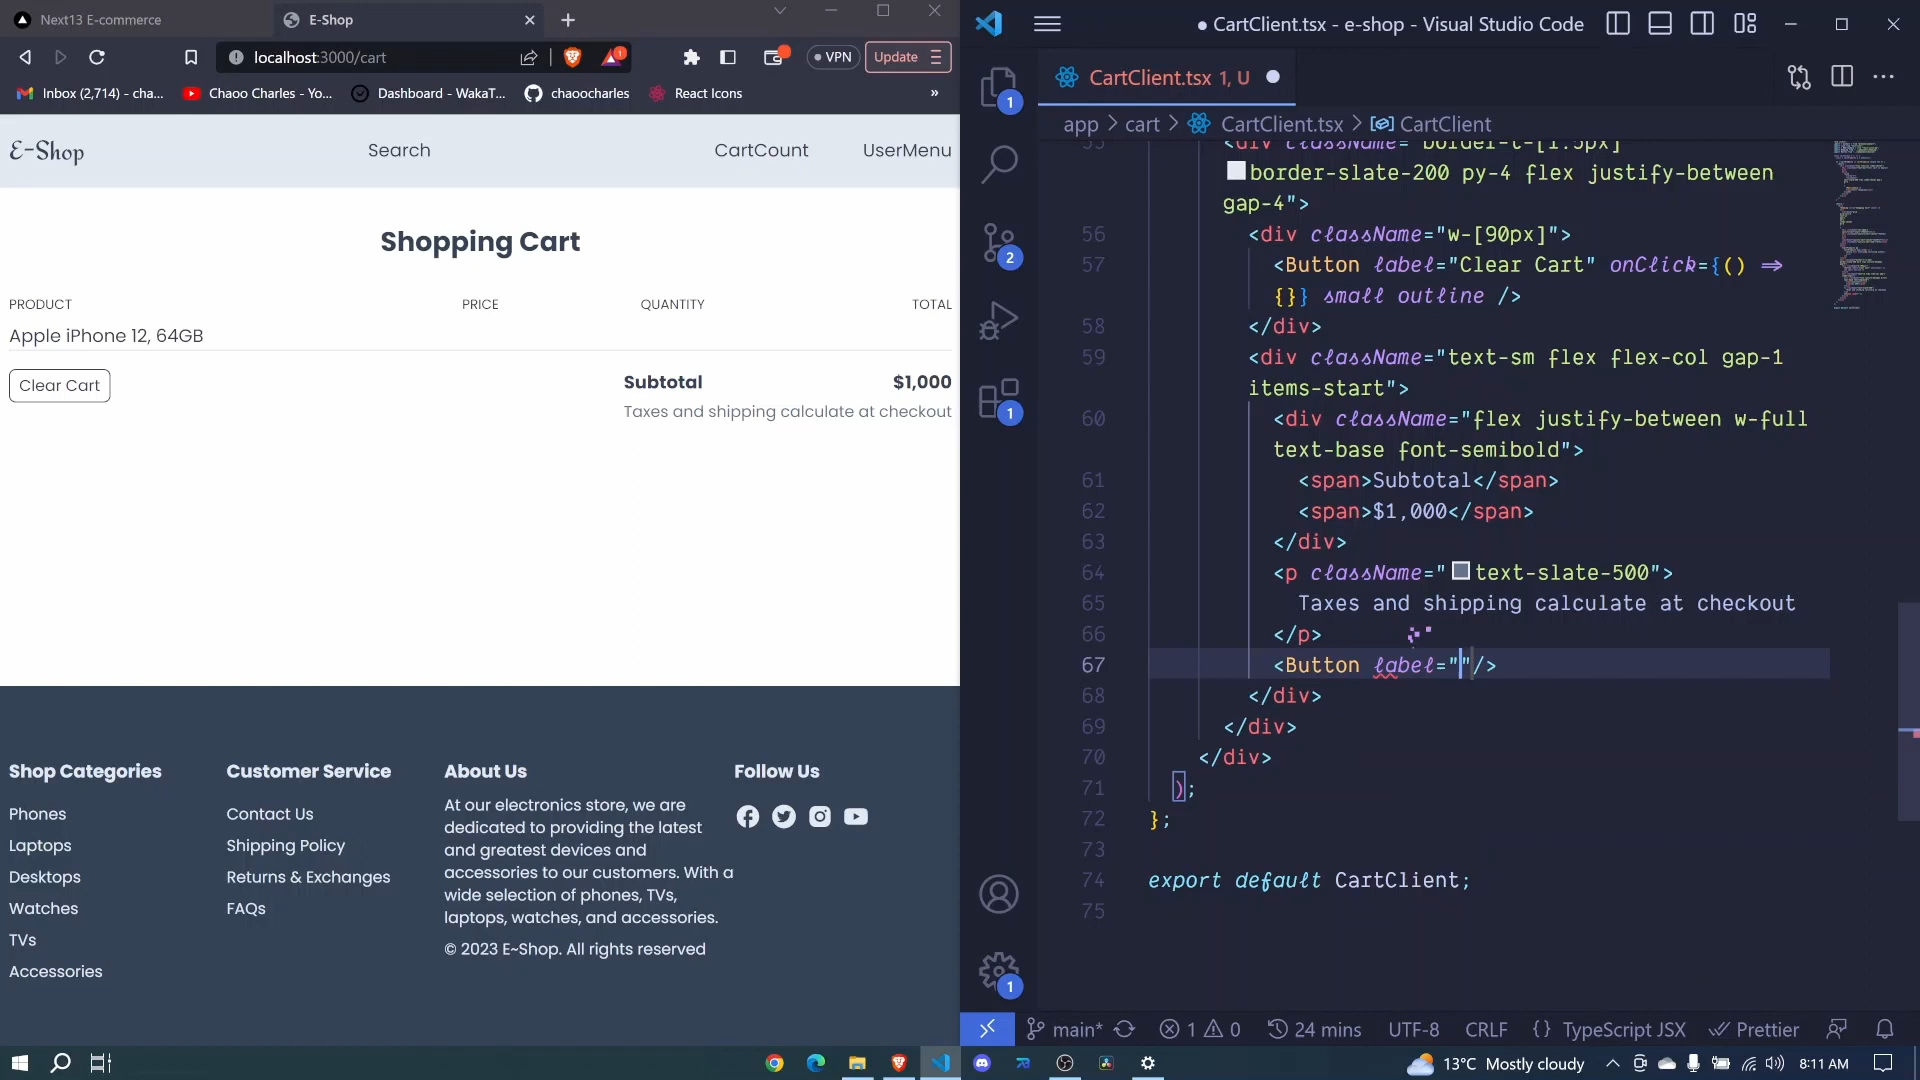 Next13 E-commerce
E-Shop
localhost:3000/cart
1
VPN
Update
Inbox (2,714) - cha...
Chaoo Charles - Yo...
Dashboard - WakaT...
chaoocharles
React Icons
»
E-Shop
Search
CartCount
UserMenu
Shopping Cart
PRODUCT
PRICE
QUANTITY
TOTAL
Apple iPhone 12, 64GB
Clear Cart
Subtotal
$1,000
Taxes and shipping calculate at checkout
Shop Categories
Phones
Laptops
Desktops
Watches
TVs
Accessories
Customer Service
Contact Us
Shipping Policy
Returns & Exchanges
FAQs
About Us
At our electronics store, we are
dedicated to providing the latest
and greatest devices and
accessories to our customers. With a
wide selection of phones, TVs,
laptops, watches, and accessories.
© 2023 E~Shop. All rights reserved
Follow Us
● CartClient.tsx - e-shop - Visual Studio Code
CartClient.tsx 1, U
app > cart > CartClient.tsx > CartClient
1
2
1
1
55 <div className="border-t-[1.5px]
border-slate-200 py-4 flex justify-between
gap-4">
56 <div className="w-[90px]">
57 <Button label="Clear Cart" onClick={() ⇒
{}} small outline />
58 </div>
59 <div className="text-sm flex flex-col gap-1
items-start">
60 <div className="flex justify-between w-full
text-base font-semibold">
61 <span>Subtotal</span>
62 <span>$1,000</span>
63 </div>
64 <p className="text-slate-500">
65 Taxes and shipping calculate at checkout
66 </p>
67 <Button label=""/>
68 </div>
69 </div>
70 </div>
71 );
72 };
73
74 export default CartClient;
75
main*
1
0
24 mins
UTF-8
CRLF
{} TypeScript JSX
Prettier
13°C Mostly cloudy
8:11 AM